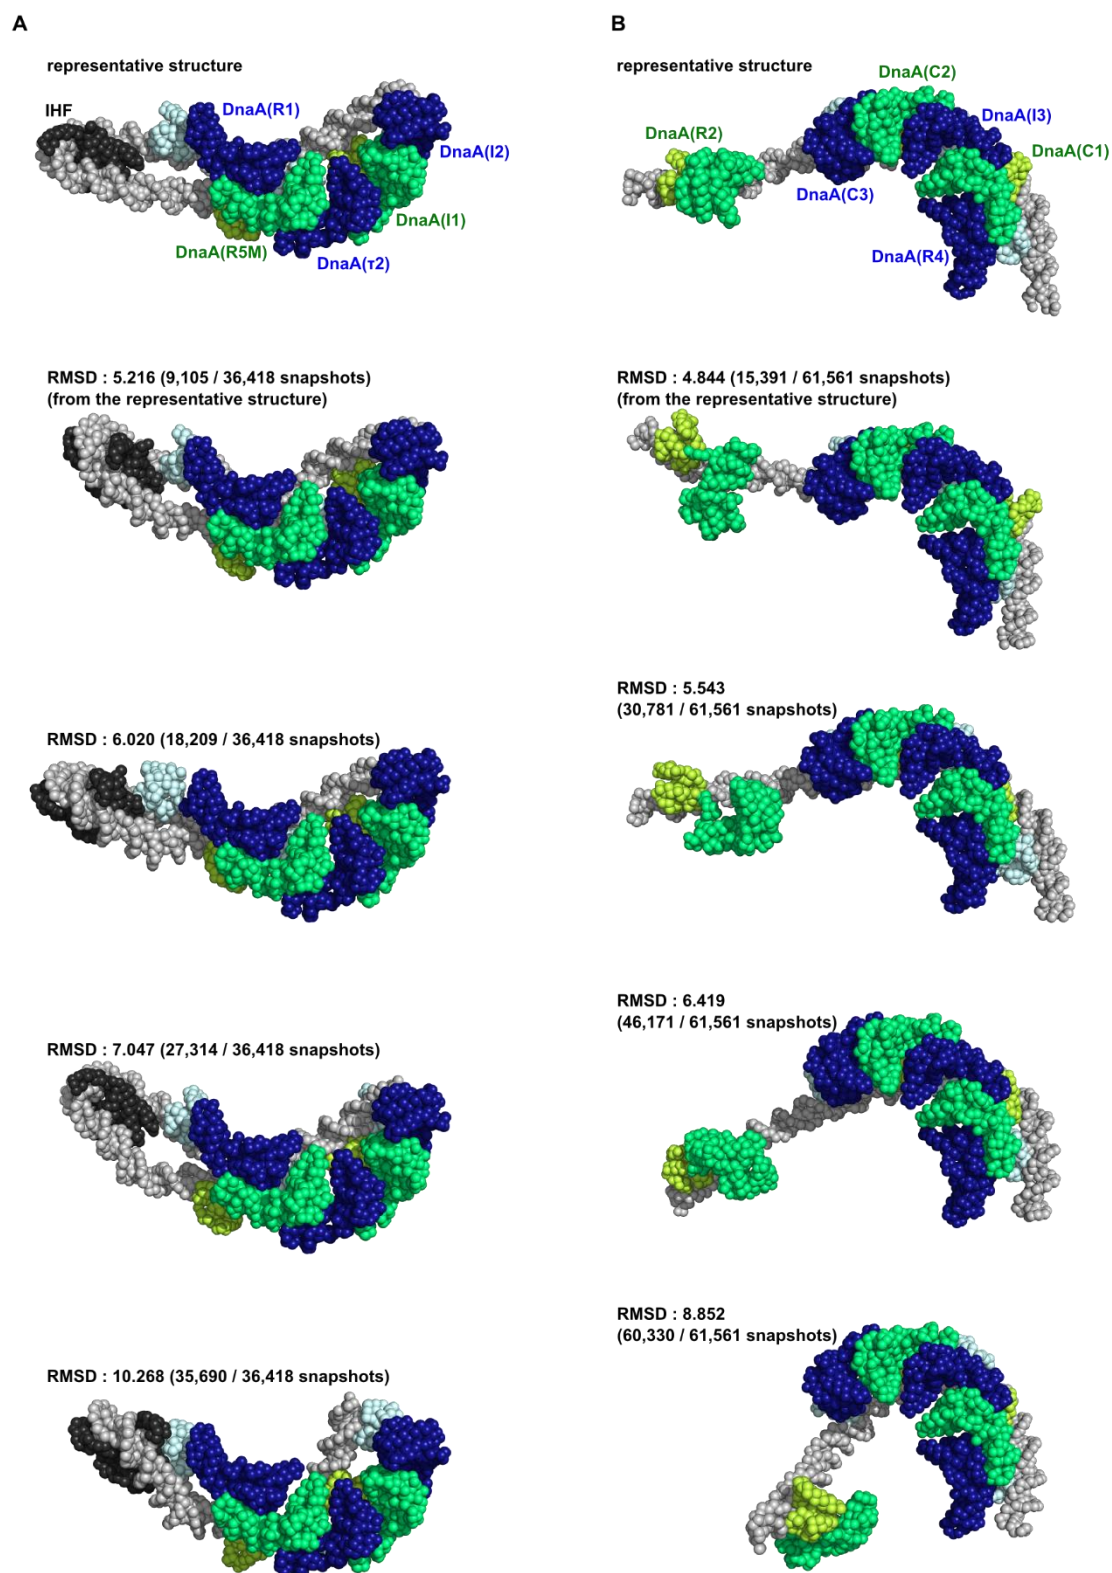 A
representative structure
IHF
DnaA(R1)
DnaA(I2)
DnaA(I1)
DnaA(R5M)
DnaA(τ2)
RMSD : 5.216 (9,105 / 36,418 snapshots)
(from the representative structure)
RMSD : 6.020 (18,209 / 36,418 snapshots)
RMSD : 7.047 (27,314 / 36,418 snapshots)
RMSD : 10.268 (35,690 / 36,418 snapshots)
B
representative structure
DnaA(C2)
DnaA(I3)
DnaA(R2)
DnaA(C1)
DnaA(C3)
DnaA(R4)
RMSD : 4.844 (15,391 / 61,561 snapshots)
(from the representative structure)
RMSD : 5.543
(30,781 / 61,561 snapshots)
RMSD : 6.419
(46,171 / 61,561 snapshots)
RMSD : 8.852
(60,330 / 61,561 snapshots)